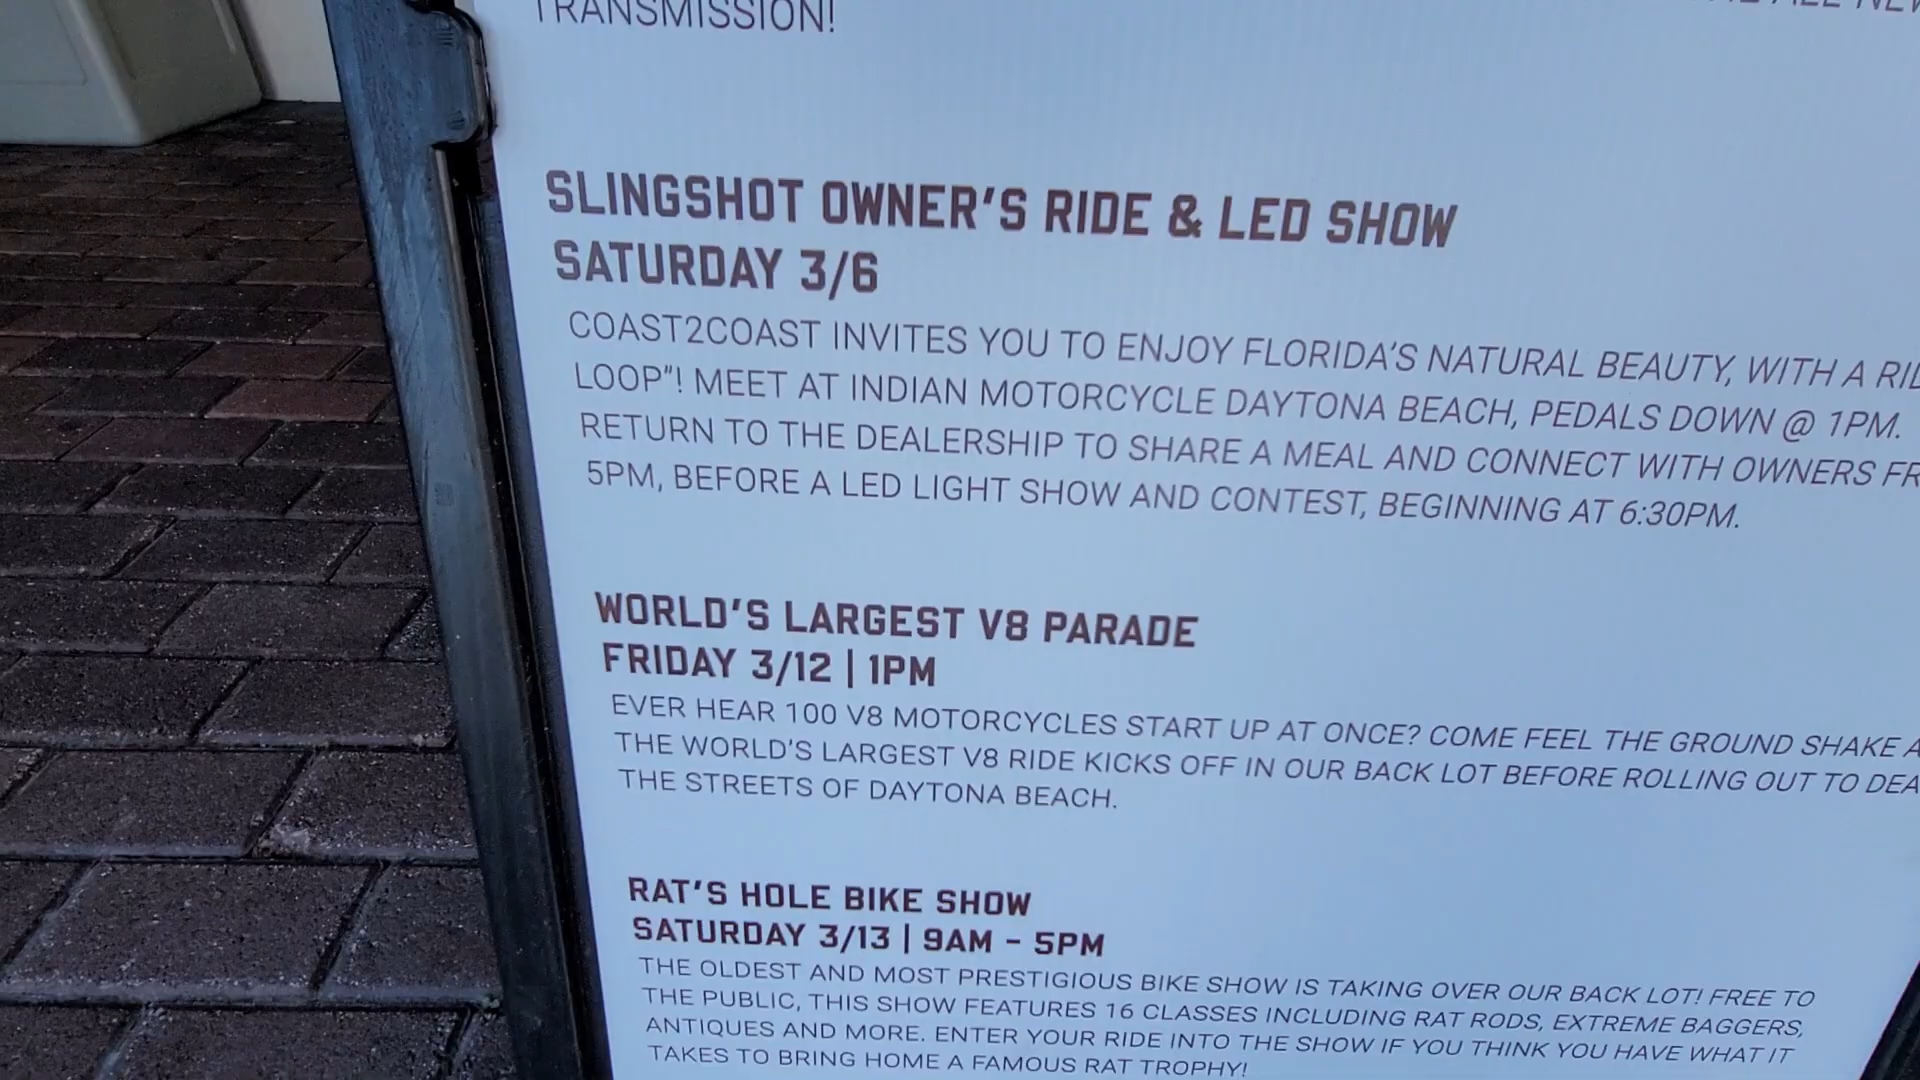 TRANSMISSION!
ALL NEW
SLINGSHOT OWNER'S RIDE & LED SHOW
SATURDAY 3/6
COAST2COAST INVITES YOU TO ENJOY FLORIDA'S NATURAL BEAUTY, WITH A
LOOP"! MEET AT INDIAN MOTORCYCLE DAYTONA BEACH, PEDALS DOWN @ 1PM.
RETURN TO THE DEALERSHIP TO SHARE A MEAL AND CONNECT WITH OWNERS
5PM, BEFORE A LED LIGHT SHOW AND CONTEST, BEGINNING AT 6:30PM.
WORLD'S LARGEST V8 PARADE
FRIDAY 3/12 | 1PM
EVER HEAR 100 V8 MOTORCYCLES START UP AT ONCE? COME FEEL THE GROUND SHAKE
THE WORLD'S LARGEST V8 RIDE KICKS OFF IN OUR BACK LOT BEFORE ROLLING OUT TO
THE STREETS OF DAYTONA BEACH.
RAT'S HOLE BIKE SHOW
SATURDAY 3/13 | 9AM - 5PM
THE OLDEST AND MOST PRESTIGIOUS BIKE SHOW IS TAKING OVER OUR BACK LOT! FREE TO
THE PUBLIC, THIS SHOW FEATURES 16 CLASSES INCLUDING RAT RODS, EXTREME BAGGERS,
ANTIQUES AND MORE. ENTER YOUR RIDE INTO THE SHOW IF YOU THINK YOU HAVE WHAT IT
TAKES TO BRING HOME A FAMOUS RAT TROPHY!